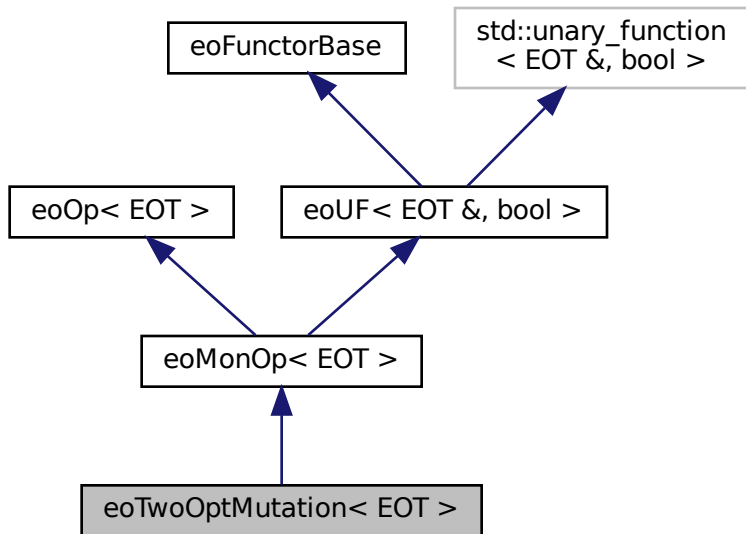 eoFunctorBase
std::unary_function
< EOT &, bool >
eoOp< EOT >
eoUF< EOT &, bool >
eoMonOp< EOT >
eoTwoOptMutation< EOT >